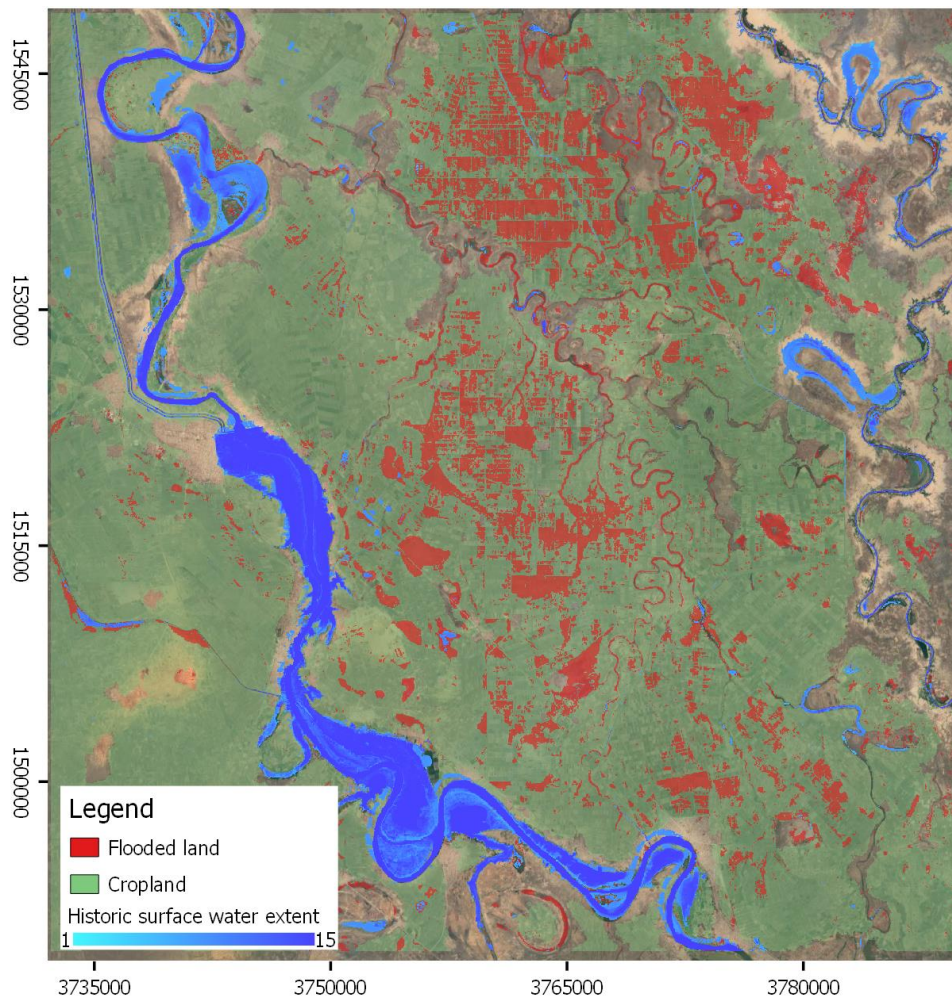 1545000
1530000
1515000
1500000
Legend
Flooded land
Cropland
Historic surface water extent
1 15
3735000 3750000 3765000 3780000